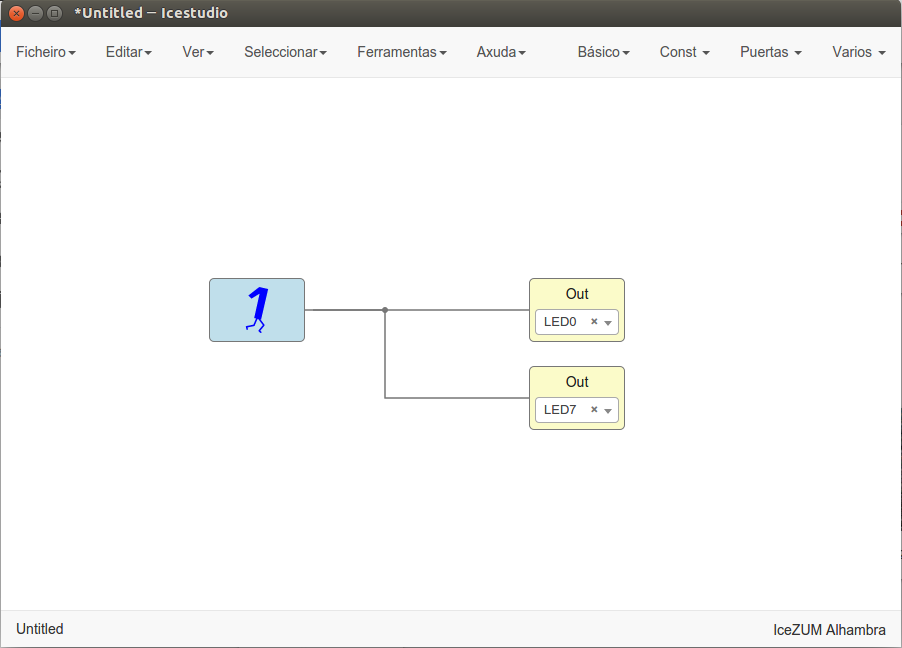 *Untitled – Icestudio
Ficheiro Editar Ver Seleccionar Ferramentas Axuda Básico Const Puertas Varios
1
Out
LED0 ×
Out
LED7 ×
Untitled IceZUM Alhambra